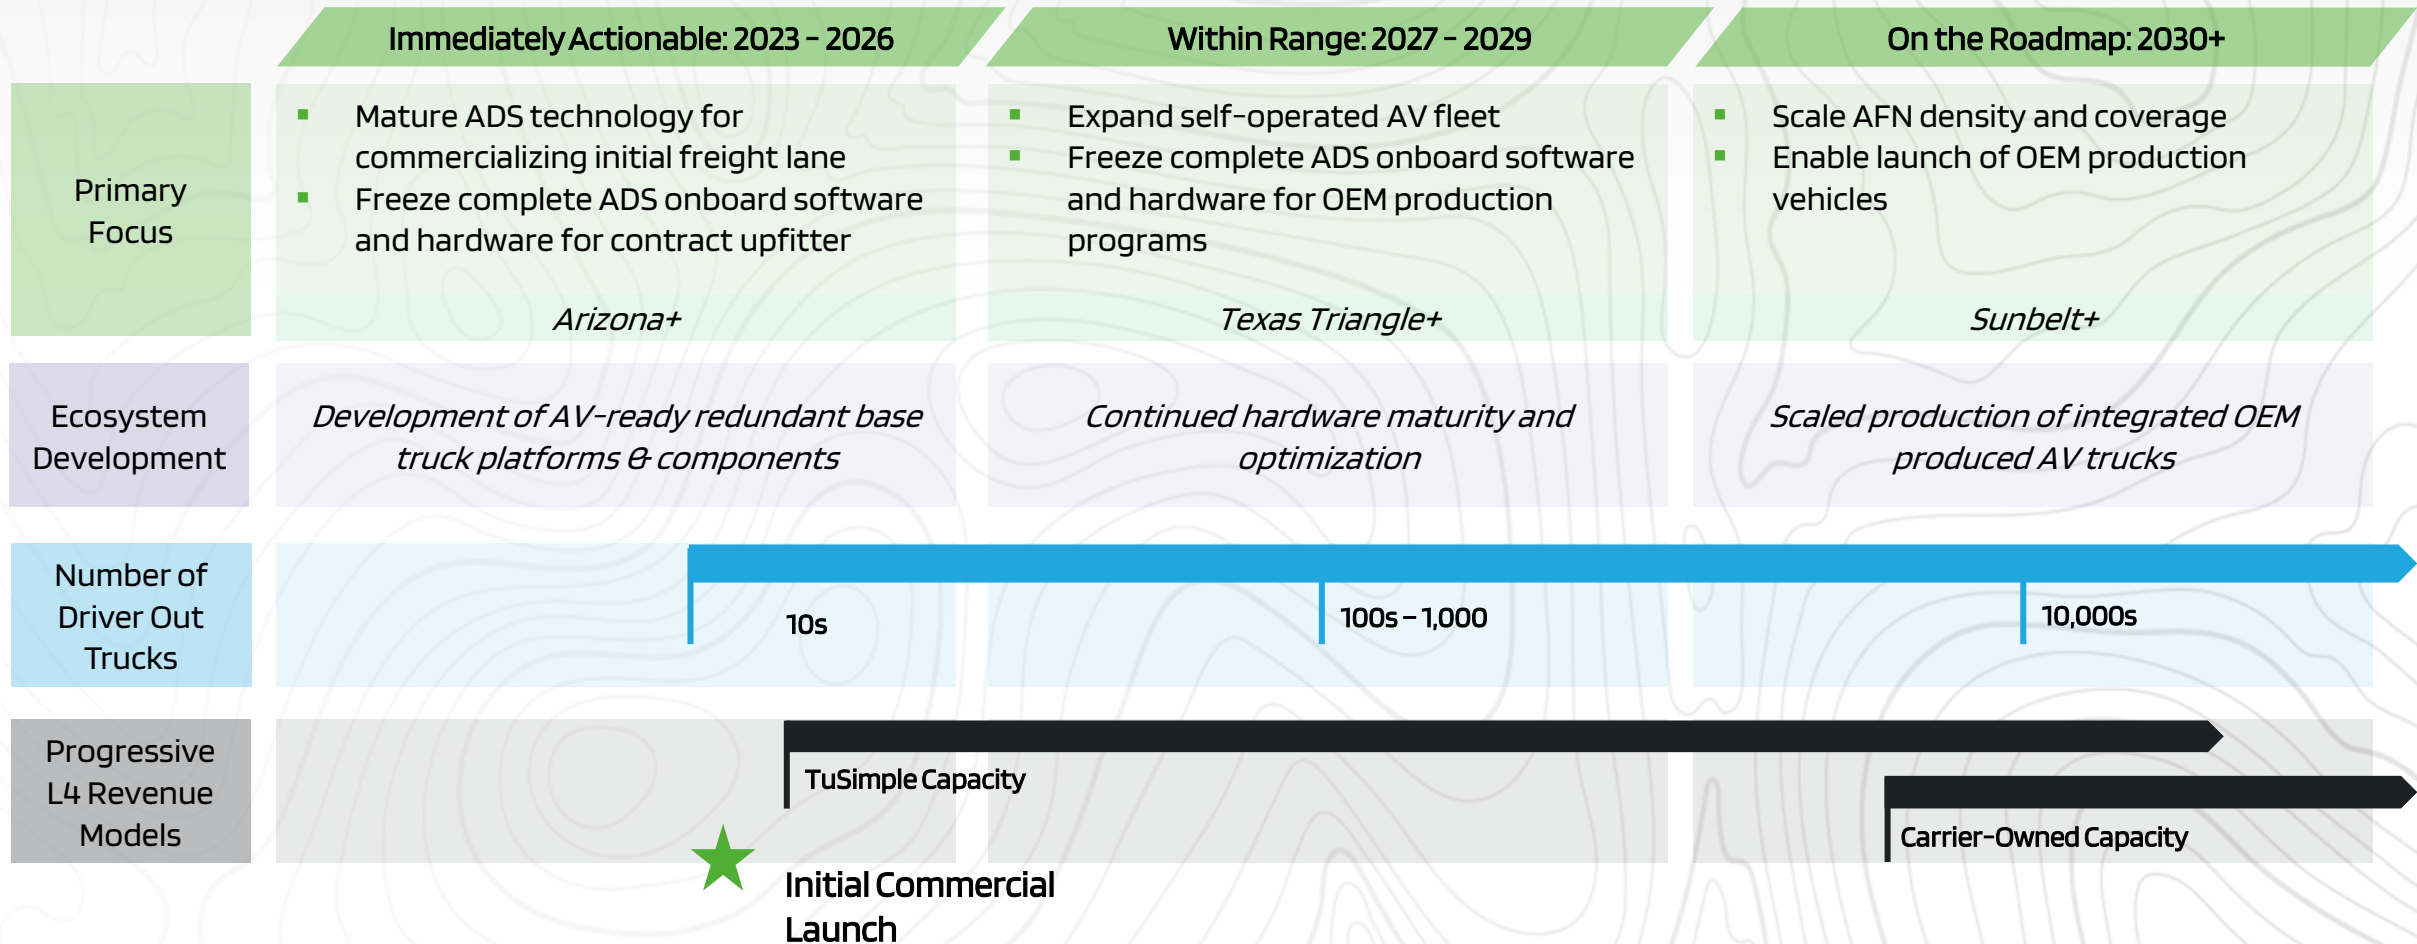 Immediately Actionable: 2023 – 2026
Within Range: 2027 – 2029
On the Roadmap: 2030+
Primary
Focus
Mature ADS technology for
commercializing initial freight lane
Freeze complete ADS onboard software
and hardware for contract upfitter
Arizona+
Expand self-operated AV fleet
Freeze complete ADS onboard software
and hardware for OEM production
programs
Texas Triangle+
Scale AFN density and coverage
Enable launch of OEM production
vehicles
Sunbelt+
Ecosystem
Development
Development of AV-ready redundant base
truck platforms & components
Continued hardware maturity and
optimization
Scaled production of integrated OEM
produced AV trucks
Number of
Driver Out
Trucks
10s
100s – 1,000
10,000s
Progressive
L4 Revenue
Models
TuSimple Capacity
Carrier-Owned Capacity
Initial Commercial
Launch